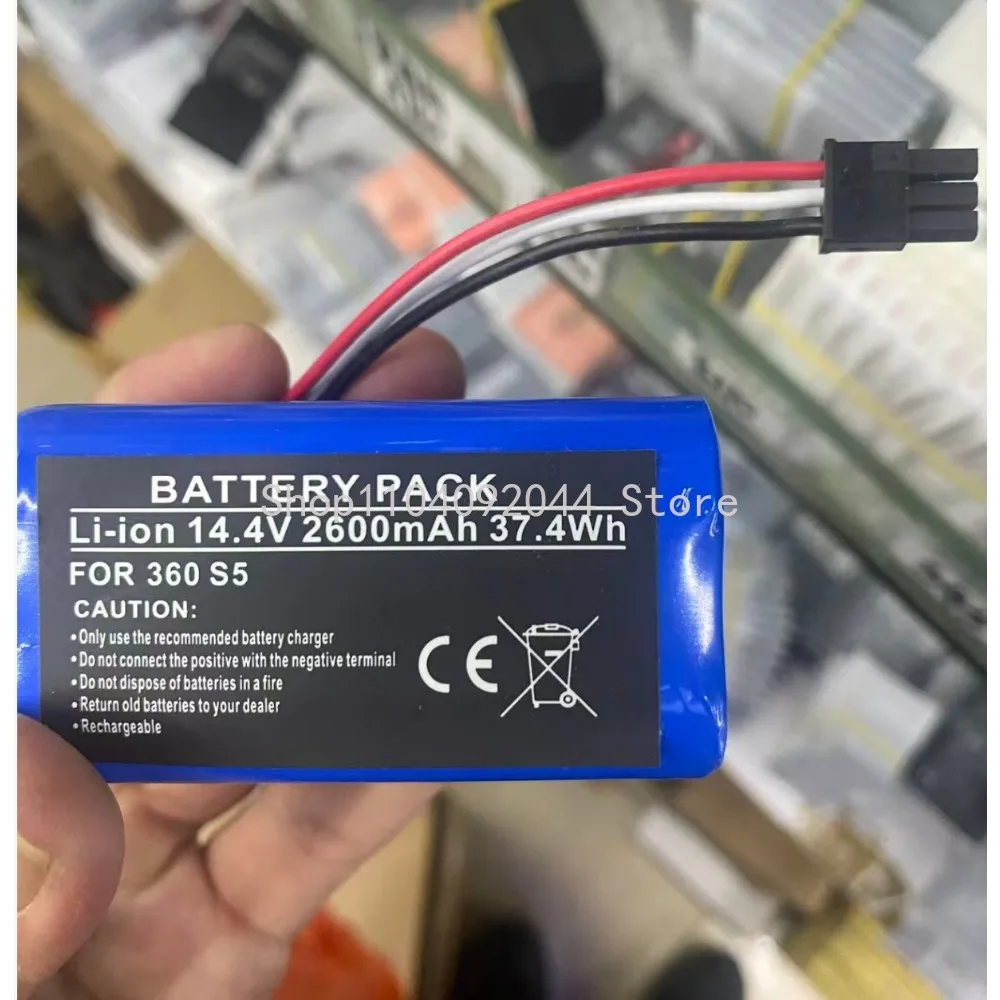 BATTERY PACK
Shop1104092044 Store
Li-ion 14.4V 2600mAh 37.4Wh
FOR 360 S5
CAUTION:
•Only use the recommended battery charger
•Do not connect the positive with the negative terminal
•Do not dispose of batteries in a fire
•Return old batteries to your dealer
•Rechargeable
CE